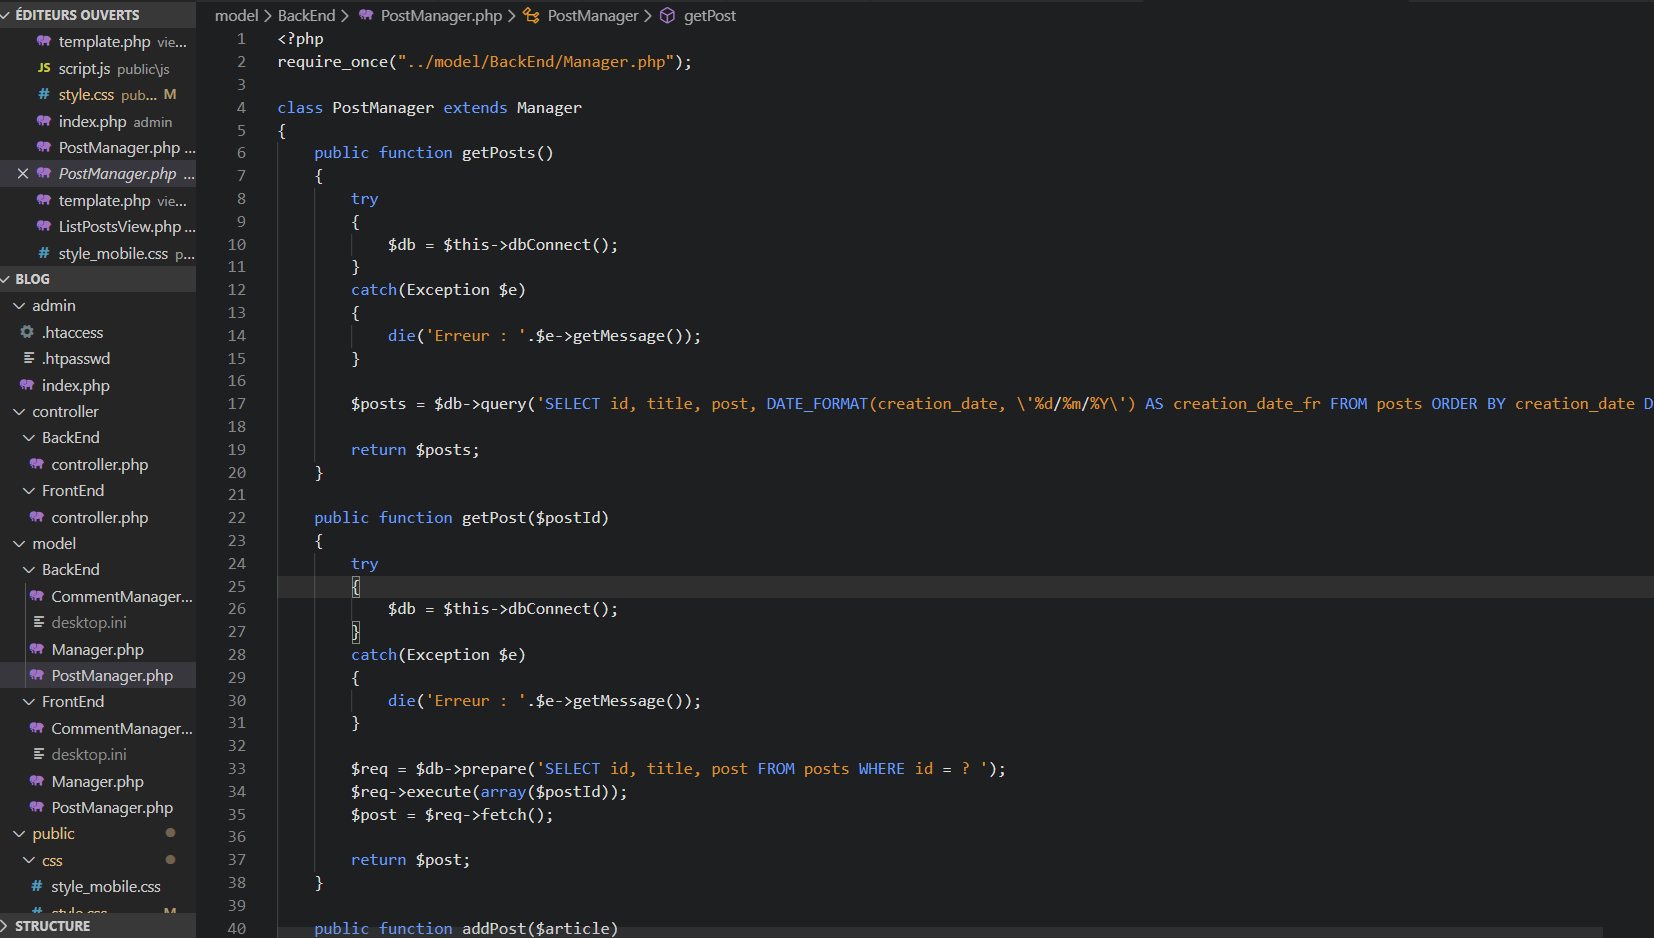 ÉDITEURS OUVERTS
template.php vie...
JS script.js public\js
# style.css pub... M
index.php admin
PostManager.php ...
PostManager.php ...
template.php vie...
ListPostsView.php ...
# style_mobile.css p...
BLOG
admin
.htaccess
.htpasswd
index.php
controller
BackEnd
controller.php
FrontEnd
controller.php
model
BackEnd
CommentManager...
desktop.ini
Manager.php
PostManager.php
FrontEnd
CommentManager...
desktop.ini
Manager.php
PostManager.php
public
css
# style_mobile.css
# style.css M
STRUCTURE
model > BackEnd > PostManager.php > PostManager > getPost
1 <?php
2 require_once("../model/BackEnd/Manager.php");
3
4 class PostManager extends Manager
5 {
6 public function getPosts()
7 {
8 try
9 {
10 $db = $this->dbConnect();
11 }
12 catch(Exception $e)
13 {
14 die('Erreur : '.$e->getMessage());
15 }
16
17 $posts = $db->query('SELECT id, title, post, DATE_FORMAT(creation_date, \'%d/%m/%Y\') AS creation_date_fr FROM posts ORDER BY creation_date D
18
19 return $posts;
20 }
21
22 public function getPost($postId)
23 {
24 try
25 {
26 $db = $this->dbConnect();
27 }
28 catch(Exception $e)
29 {
30 die('Erreur : '.$e->getMessage());
31 }
32
33 $req = $db->prepare('SELECT id, title, post FROM posts WHERE id = ? ');
34 $req->execute(array($postId));
35 $post = $req->fetch();
36
37 return $post;
38 }
39
40 public function addPost($article)